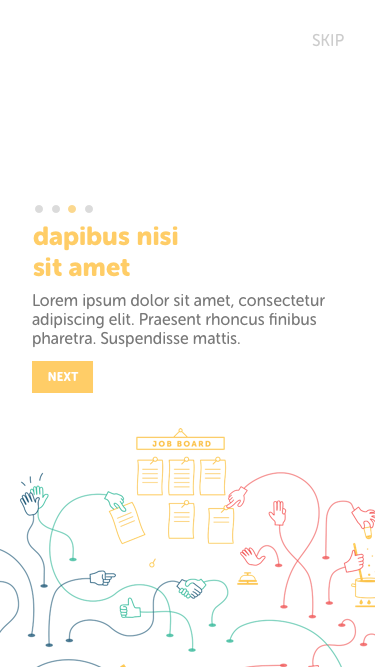 SKIP
dapibus nisi
sit amet
Lorem ipsum dolor sit amet, consectetur
adipiscing elit. Praesent rhoncus finibus
pharetra. Suspendisse mattis.
NEXT
JOB BOARD